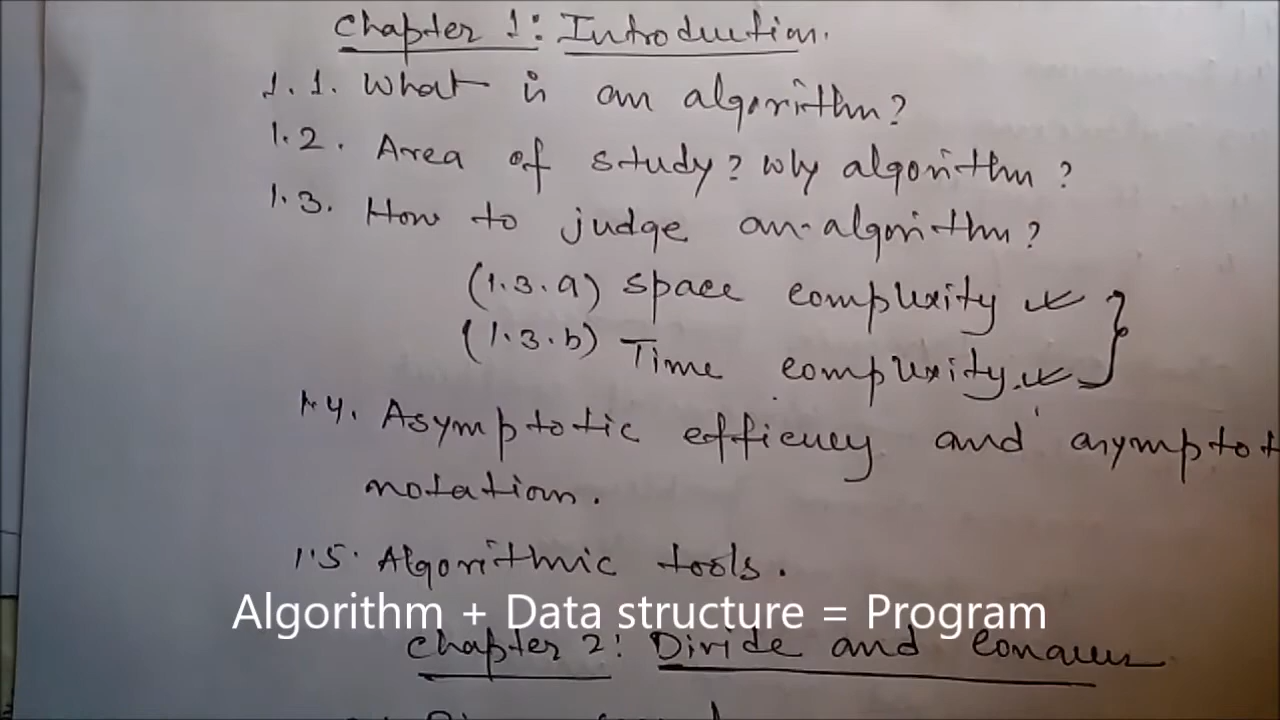 Chapter 1: Introduction.
1.1. What is an algorithm?
1.2. Area of study? Why algorithm?
1.3. How to judge an algorithm?
(1.3.a) Space complexity
(1.3.b) Time complexity
1.4. Asymptotic efficiency and asymptot
notation.
1.5. Algorithmic tools.
Algorithm + Data structure = Program
Chapter 2: Divide and Conquer